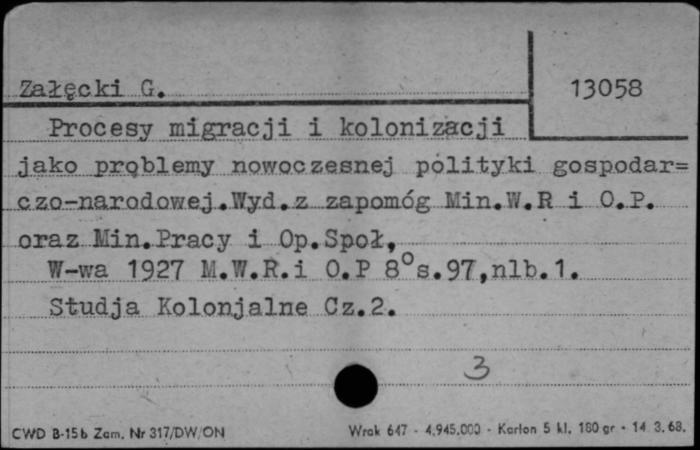 Załęcki G.
13058
Procesy migracji i kolonizacji
jako problemy nowoczesnej polityki gospodar=
czo-narodowej.Wyd.z zapomóg Min.W.R i O.P.
oraz Min.Pracy i Op.Społ,
W-wa 1927 M.W.R.i O.P 8°s.97,nlb.1.
Studja Kolonjalne Cz.2.
3
CWD B-15b Zam. Nr 317/DW/ON
Wrak 647 - 4.945.000 - Karton 5 kl. 180 gr - 14.3.68.